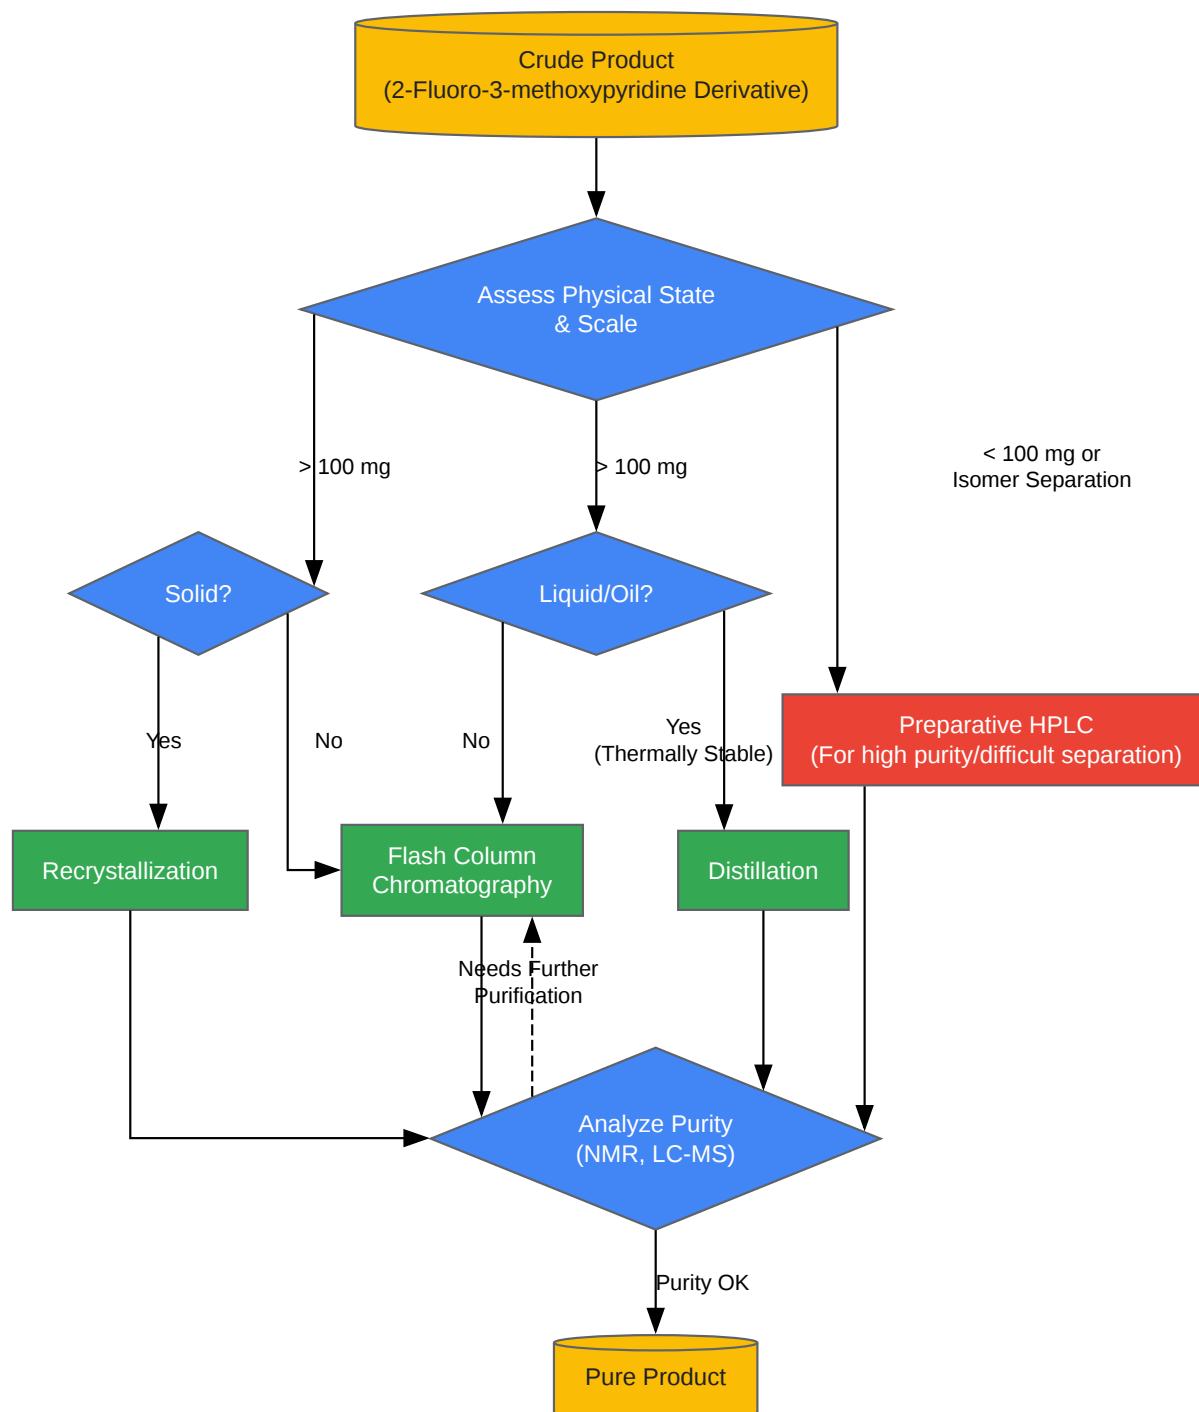 Crude Product
(2-Fluoro-3-methoxypyridine Derivative)
Assess Physical State
& Scale
> 100 mg
> 100 mg
< 100 mg or
Isomer Separation
Solid?
Liquid/Oil?
Yes
No
No
Yes
(Thermally Stable)
Preparative HPLC
(For high purity/difficult separation)
Recrystallization
Flash Column
Chromatography
Distillation
Needs Further
Purification
Analyze Purity
(NMR, LC-MS)
Purity OK
Pure Product